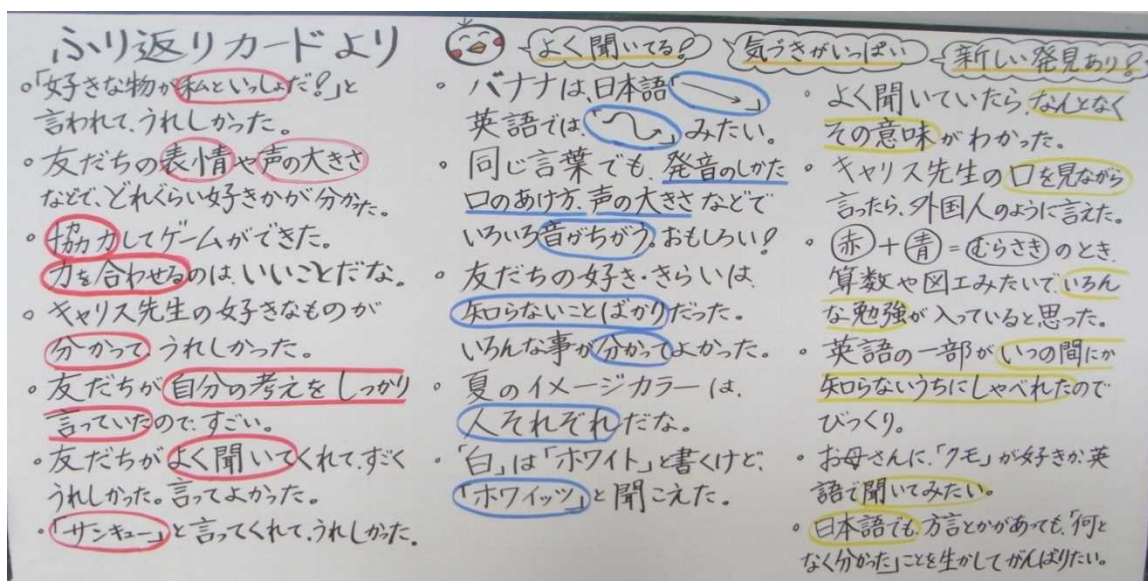 ふり返りカードより
よく聞いてる!
気づきがいっぱい
新しい発見あり!
。「好きな物が私といっしょだ!」と
言われて、うれしかった。
。友だちの表情や声の大きさ
などで、どれくらい好きかが分かった。
。協力してゲームができた。
力を合わせるのは、いいことだな。
。キャリス先生の好きなものが
分かって、うれしかった。
。友だちが自分の考えをしっかり
言っていたので、すごい。
。友だちがよく聞いてくれて、すごく
うれしかった。言ってよかった。
。「サンキュー」と言ってくれて、うれしかった。
。バナナは、日本語「→」
英語では、「〜」みたい。
。同じ言葉でも、発音のしかた
口のあけ方、声の大きさなどで
いろいろ音がちがう。おもしろい!
。友だちの好き・きらいは、
知らないことばかりだった。
いろんな事が分かってよかった。
。夏のイメージカラーは、
人それぞれだな。
。「白」は「ホワイト」と書くけど、
「ホワイッツ」と聞こえた。
。よく聞いていたら、なんとなく
その意味がわかった。
。キャリス先生の口を見ながら
言ったら、外国人のように言えた。
。赤+青=むらさきのとき、
算数や図工みたいで、いろん
な勉強が入っていると思った。
。英語の一部がいつの間にか
知らないうちにしゃべれたので
びっくり。
。お母さんに、「クモ」が好きか、英
語で聞いてみたい。
。日本語でも、方言とかがあっても、「何と
なく分かった」ことを生かしてがんばりたい。